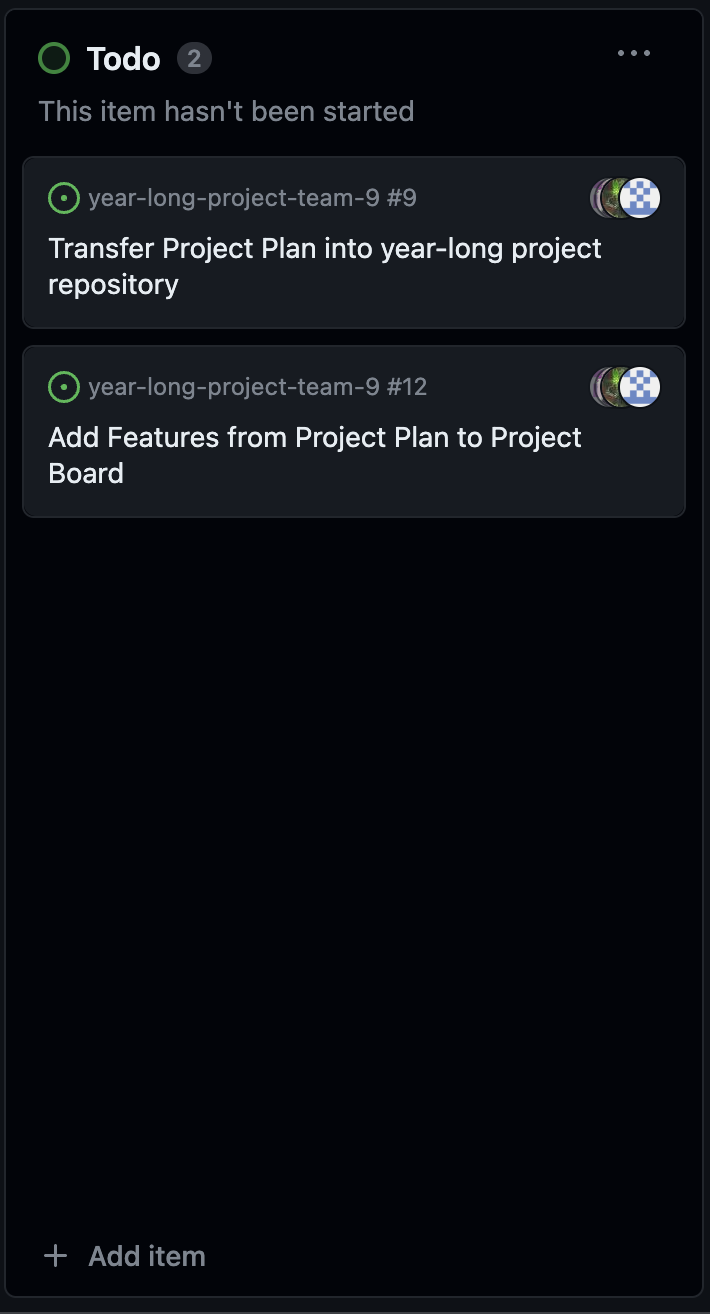 Todo 2
This item hasn't been started
year-long-project-team-9 #9
Transfer Project Plan into year-long project
repository
year-long-project-team-9 #12
Add Features from Project Plan to Project
Board
+ Add item